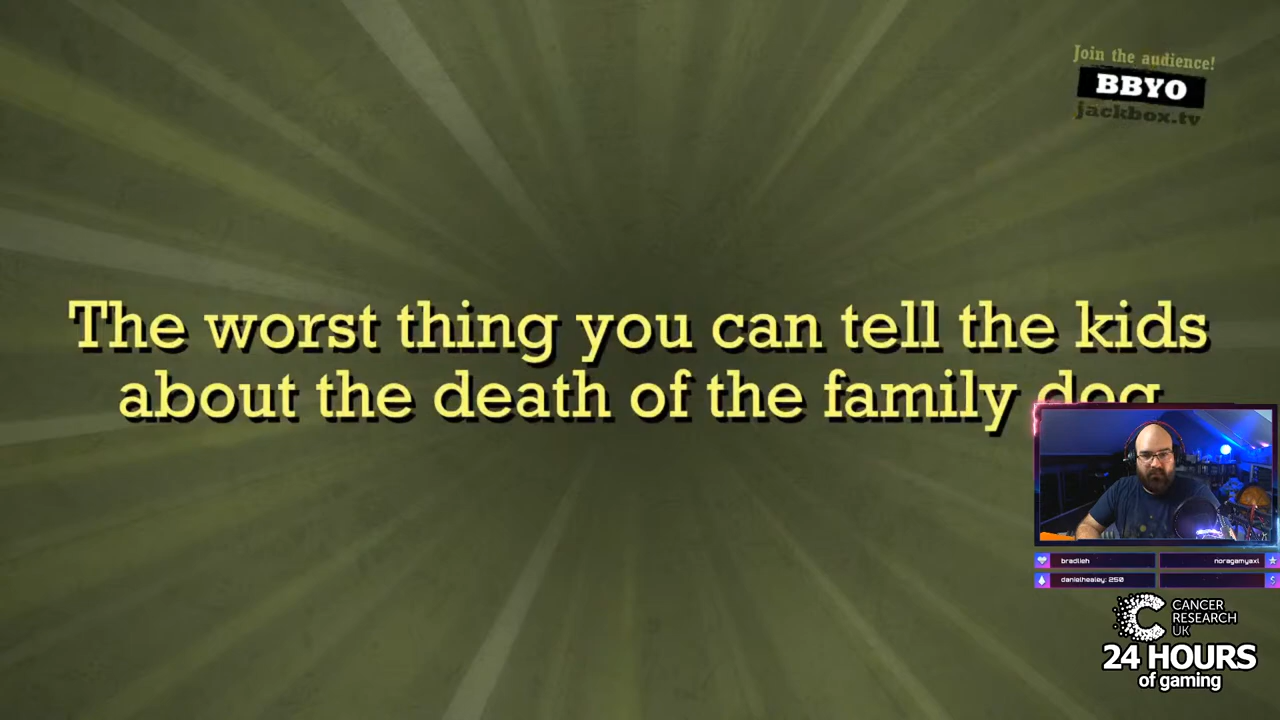 Join the audience!
BBYO
jackbox.tv
The worst thing you can tell the kids
about the death of the family dog
bradlieh
noragamyaxl
danielhealey: 250
CANCER
RESEARCH
UK
24 HOURS
of gaming